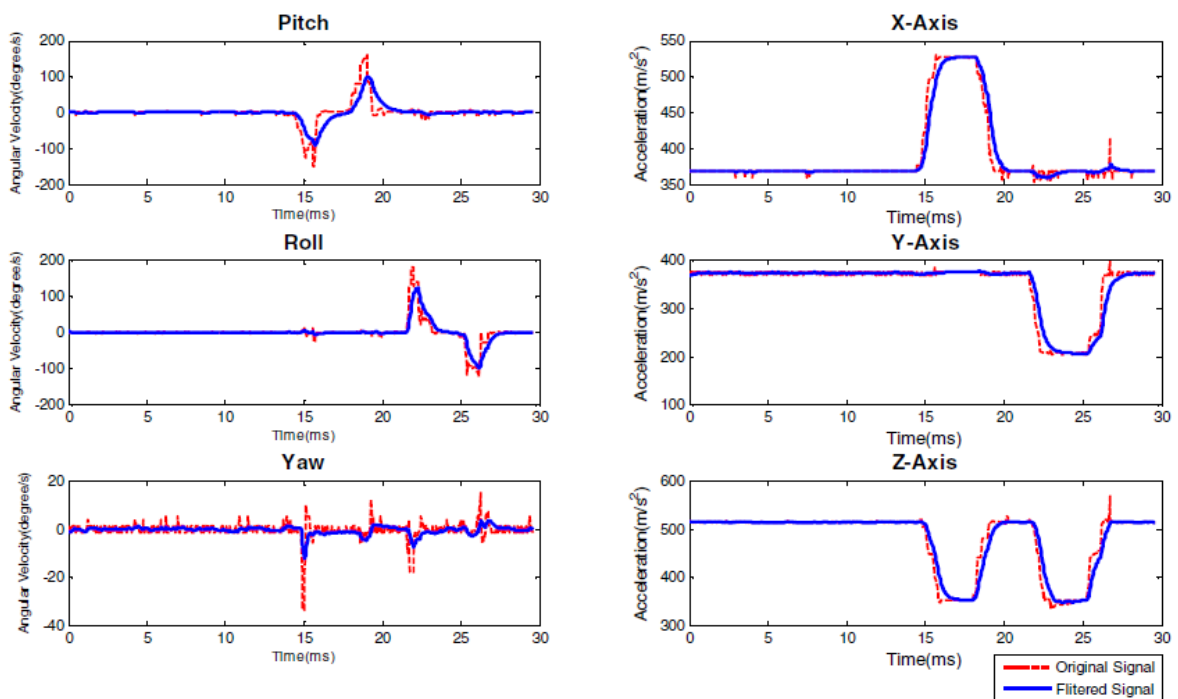 Pitch
Angular Velocity(degree/s)
200
100
0
-100
-200
0 5 10 15 20 25 30
Time(ms)
X-Axis
Acceleration(m/s²)
550
500
450
400
350
0 5 10 15 20 25 30
Time(ms)
Roll
Angular Velocity(degree/s)
200
100
0
-100
-200
0 5 10 15 20 25 30
Time(ms)
Y-Axis
Acceleration(m/s²)
400
300
200
100
0 5 10 15 20 25 30
Time(ms)
Yaw
Angular Velocity(degree/s)
20
0
-20
-40
0 5 10 15 20 25 30
Time(ms)
Z-Axis
Acceleration(m/s²)
600
500
400
300
0 5 10 15 20 25 30
Time(ms)
Original Signal
Flitered Signal